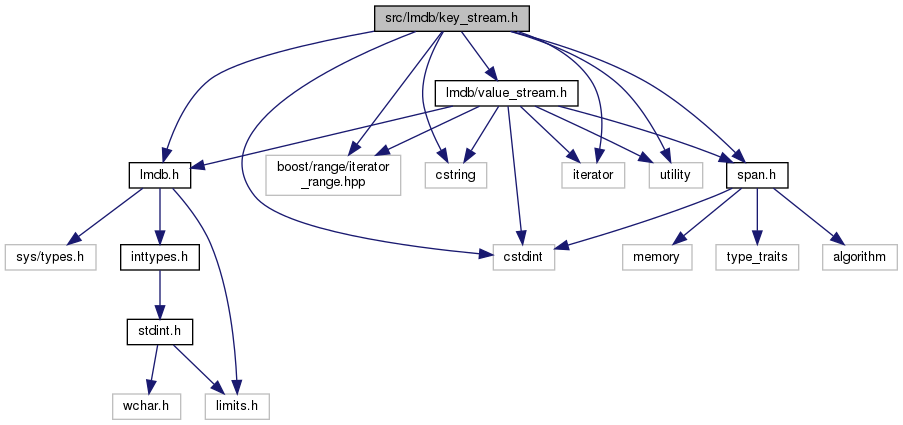 src/lmdb/key_stream.h
lmdb/value_stream.h
lmdb.h
boost/range/iterator
_range.hpp
cstring
iterator
utility
span.h
sys/types.h
inttypes.h
cstdint
memory
type_traits
algorithm
stdint.h
wchar.h
limits.h